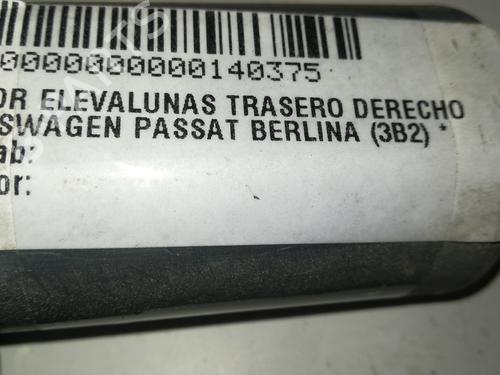 0000000000140375
OR ELEVALUNAS TRASERO DERECHO
SWAGEN PASSAT BERLINA (3B2) *
ab:
or: